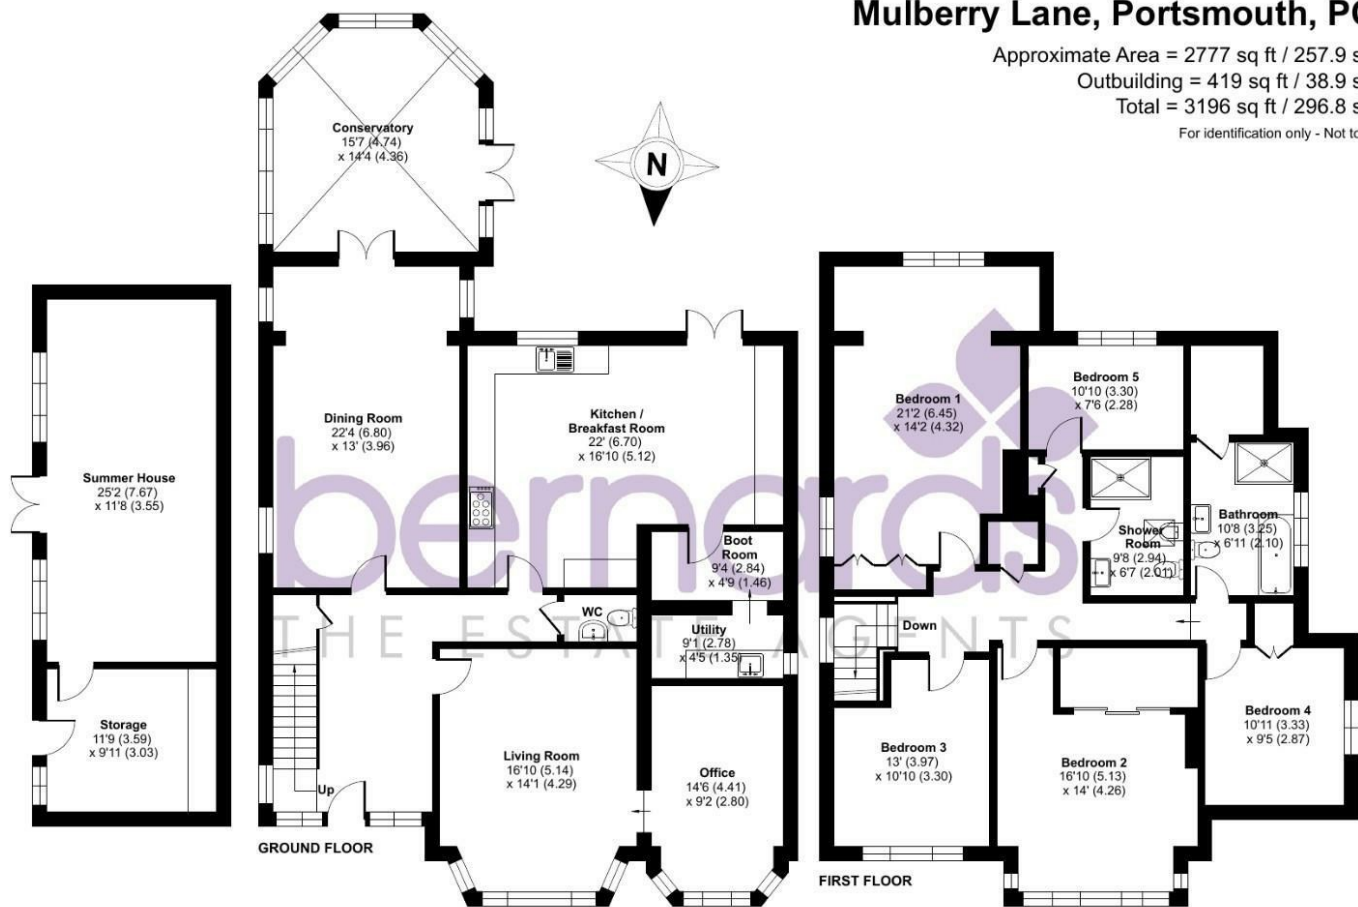 Mulberry Lane, Portsmouth, PO
Approximate Area = 2777 sq ft / 257.9 s
Outbuilding = 419 sq ft / 38.9 s
Total = 3196 sq ft / 296.8 s
For identification only - Not to
N
Conservatory
15'7 (4.74)
x 14'4 (4.36)
Summer House
25'2 (7.67)
x 11'8 (3.55)
Storage
11'9 (3.59)
x 9'11 (3.03)
Dining Room
22'4 (6.80)
x 13' (3.96)
Kitchen /
Breakfast Room
22' (6.70)
x 16'10 (5.12)
Boot
Room
9'4 (2.84)
x 4'9 (1.46)
WC
Utility
9'1 (2.78)
x 4'5 (1.35)
Living Room
16'10 (5.14)
x 14'1 (4.29)
Office
14'6 (4.41)
x 9'2 (2.80)
Up
GROUND FLOOR
Bedroom 1
21'2 (6.45)
x 14'2 (4.32)
Bedroom 5
10'10 (3.30)
x 7'6 (2.28)
Shower
Room
9'8 (2.94)
x 6'7 (2.01)
Bathroom
10'8 (3.25)
x 6'11 (2.10)
Down
Bedroom 3
13' (3.97)
x 10'10 (3.30)
Bedroom 2
16'10 (5.13)
x 14' (4.26)
Bedroom 4
10'11 (3.33)
x 9'5 (2.87)
FIRST FLOOR
bernards
THE ESTATE AGENTS